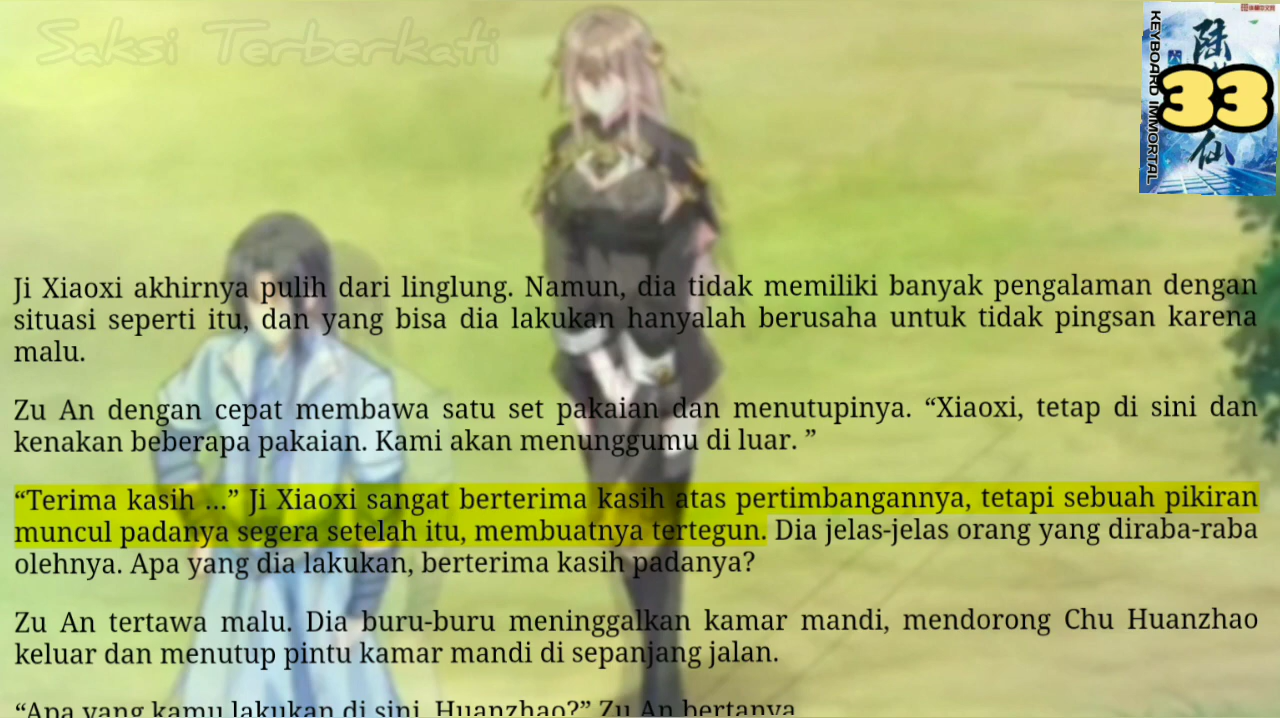 Saksi Terberkati
KEYBOARD IMMORTAL
33
Ji Xiaoxi akhirnya pulih dari linglung. Namun, dia tidak memiliki banyak pengalaman dengan
situasi seperti itu, dan yang bisa dia lakukan hanyalah berusaha untuk tidak pingsan karena
malu.
Zu An dengan cepat membawa satu set pakaian dan menutupinya. “Xiaoxi, tetap di sini dan
kenakan beberapa pakaian. Kami akan menunggumu di luar. ”
“Terima kasih ...” Ji Xiaoxi sangat berterima kasih atas pertimbangannya, tetapi sebuah pikiran
muncul padanya segera setelah itu, membuatnya tertegun. Dia jelas-jelas orang yang diraba-raba
olehnya. Apa yang dia lakukan, berterima kasih padanya?
Zu An tertawa malu. Dia buru-buru meninggalkan kamar mandi, mendorong Chu Huanzhao
keluar dan menutup pintu kamar mandi di sepanjang jalan.
“Apa yang kamu lakukan di sini, Huanzhao?” Zu An bertanya